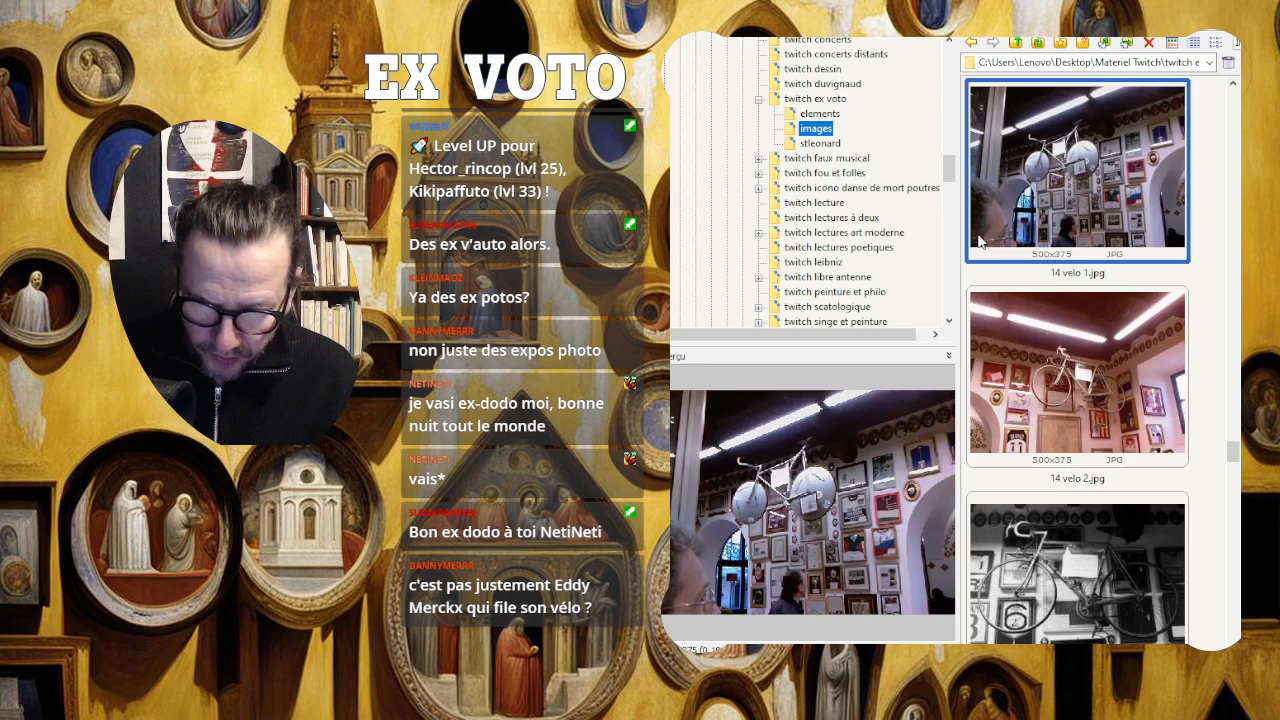 EX VOTO
🚀 Level UP pour
Hector_rincop (lvl 25),
Kikipaffuto (lvl 33) !
Des ex v'auto alors.
KLEINMAOZ
Ya des ex potos?
DANNYMERRR
non juste des expos photo
NETINETI
je vasi ex-dodo moi, bonne
nuit tout le monde
NETINETI
vais*
Bon ex dodo à toi NetiNeti
DANNYMERRR
c'est pas justement Eddy
Merckx qui file son vélo ?
twitch concerts
twitch concerts distants
twitch dessin
twitch duvignaud
twitch ex voto
elements
images
stleonard
twitch faux musical
twitch fou et folles
twitch icono danse de mort poutres
twitch lecture
twitch lectures à deux
twitch lectures art moderne
twitch lectures poetiques
twitch leibniz
twitch libre antenne
twitch peinture et philo
twitch scatologique
twitch singe et peinture
erçu
C:\Users\Lenovo\Desktop\Materiel Twitch\twitch e
500x375 JPG
14 velo 1.jpg
500x375 JPG
14 velo 2.jpg